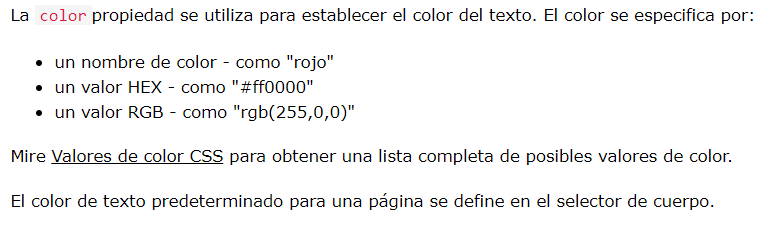 La color propiedad se utiliza para establecer el color del texto. El color se especifica por:
• un nombre de color - como "rojo"
• un valor HEX - como "#ff0000"
• un valor RGB - como "rgb(255,0,0)"
Mire Valores de color CSS para obtener una lista completa de posibles valores de color.
El color de texto predeterminado para una página se define en el selector de cuerpo.